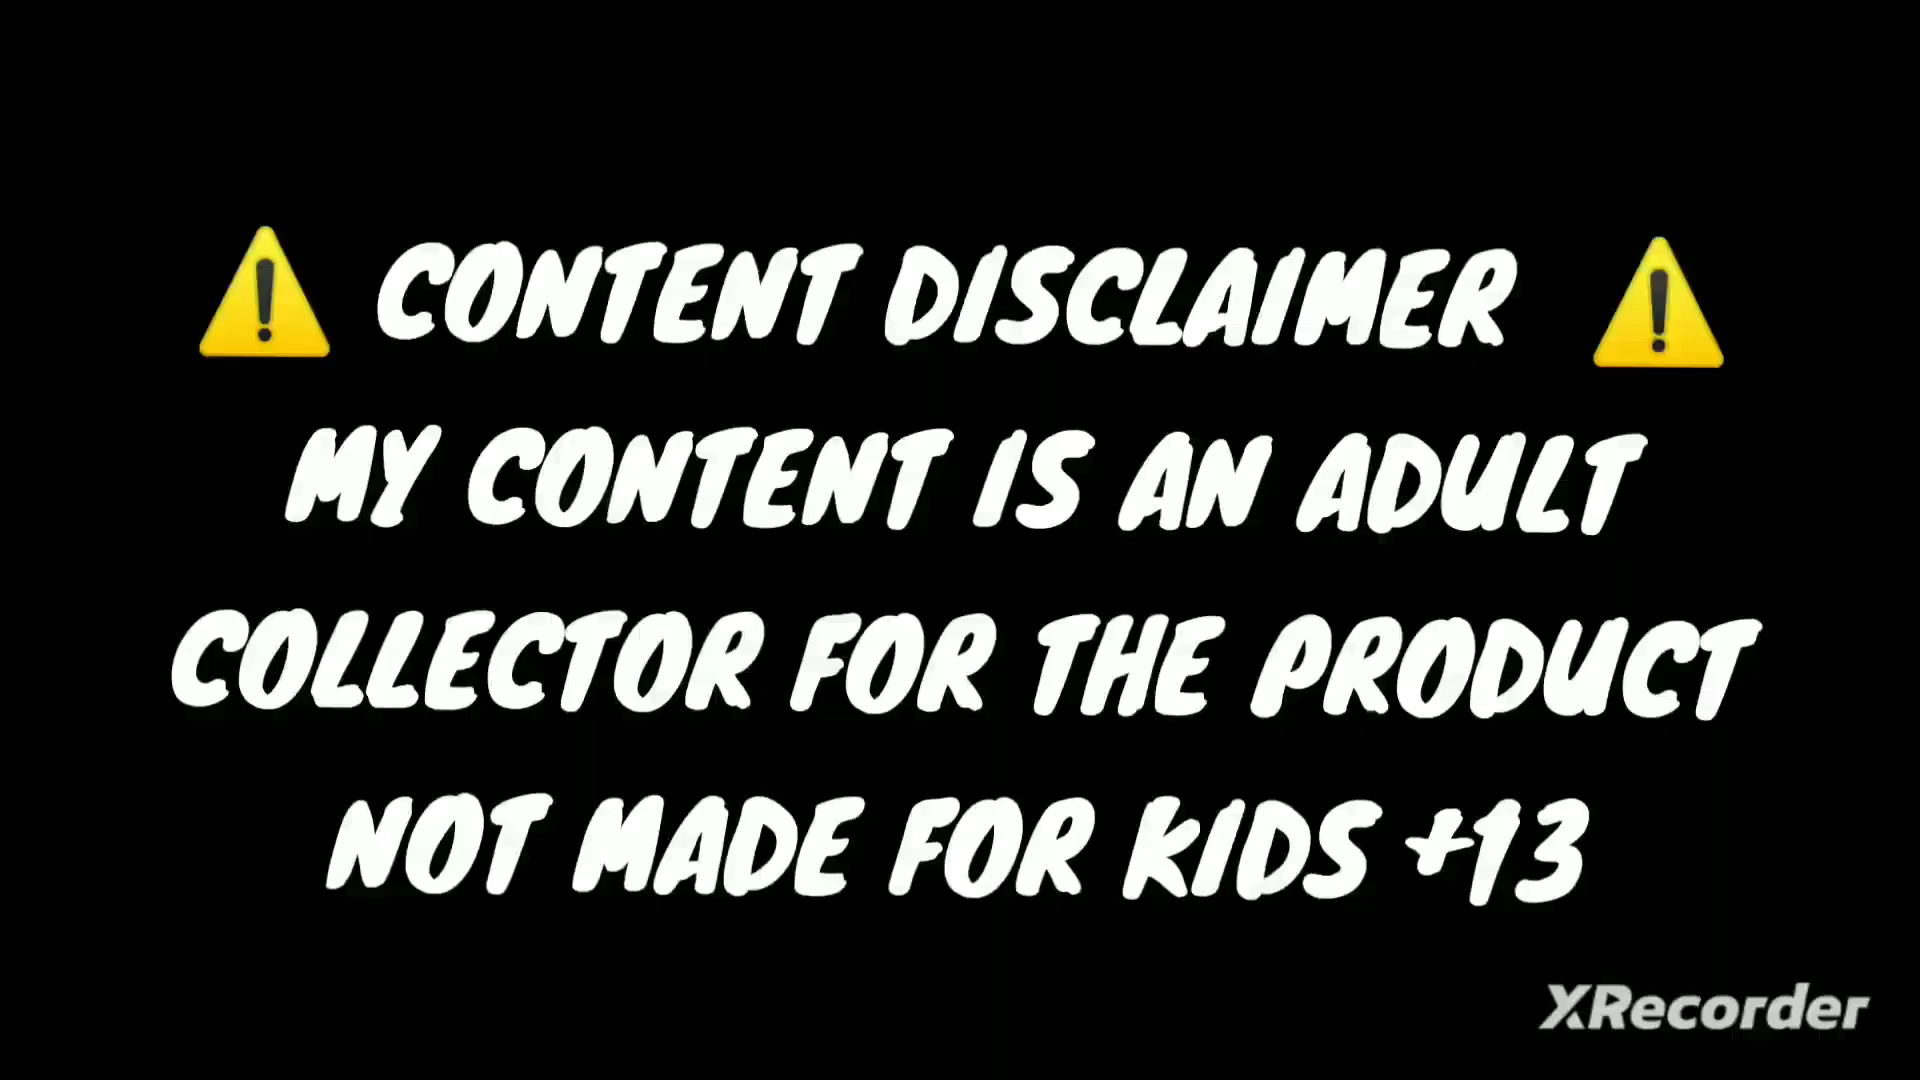 ⚠️ CONTENT DISCLAIMER ⚠️
MY CONTENT IS AN ADULT
COLLECTOR FOR THE PRODUCT
NOT MADE FOR KIDS +13
XRecorder